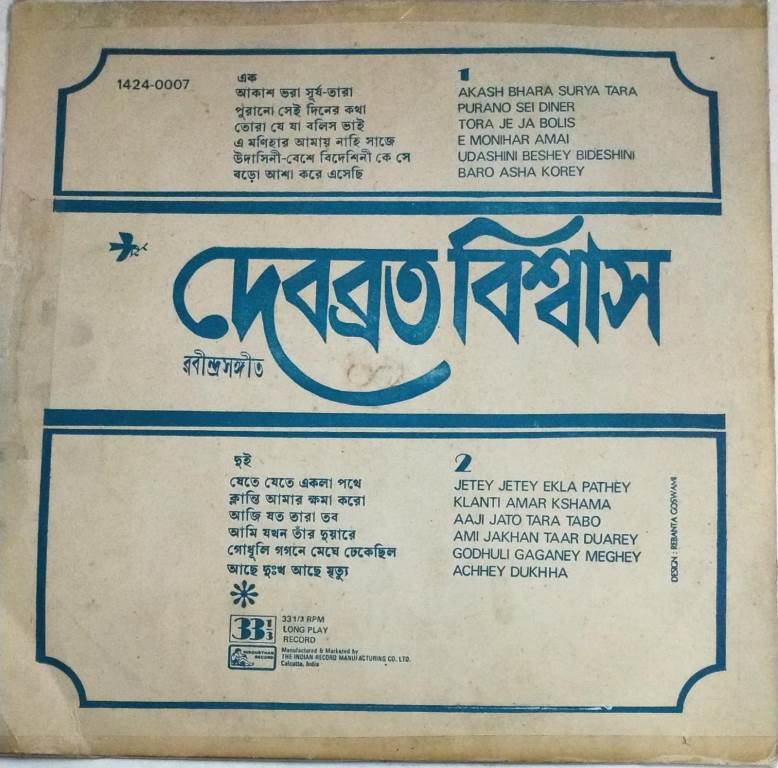 1424-0007
এক
আকাশ ভরা সূর্য-তারা
পুরানো সেই দিনের কথা
তোরা যে যা বলিস ভাই
এ মণিহার আমায় নাহি সাজে
উদাসিনী-বেশে বিদেশিনী কে সে
বড়ো আশা করে এসেছি
1
AKASH BHARA SURYA TARA
PURANO SEI DINER
TORA JE JA BOLIS
E MONIHAR AMAI
UDASHINI BESHEY BIDESHINI
BARO ASHA KOREY
দেবব্রত বিশ্বাস
রবীন্দ্রসঙ্গীত
দুই
যেতে যেতে একলা পথে
ক্লান্তি আমার ক্ষমা করো
আজি যত তারা তব
আমি যখন তাঁর দুয়ারে
গোধূলি গগনে মেঘে ঢেকেছিল
আছে দুঃখ আছে মৃত্যু
2
JETEY JETEY EKLA PATHEY
KLANTI AMAR KSHAMA
AAJI JATO TARA TABO
AMI JAKHAN TAAR DUAREY
GODHULI GAGANEY MEGHEY
ACHHEY DUKHHA
DESIGN : REBANTA GOSWAMI
33 1/3
33 1/3 RPM
LONG PLAY
RECORD
HINDUSTHAN
RECORD
Manufactured & Marketed by
THE INDIAN RECORD MANUFACTURING CO. LTD.
Calcutta, India